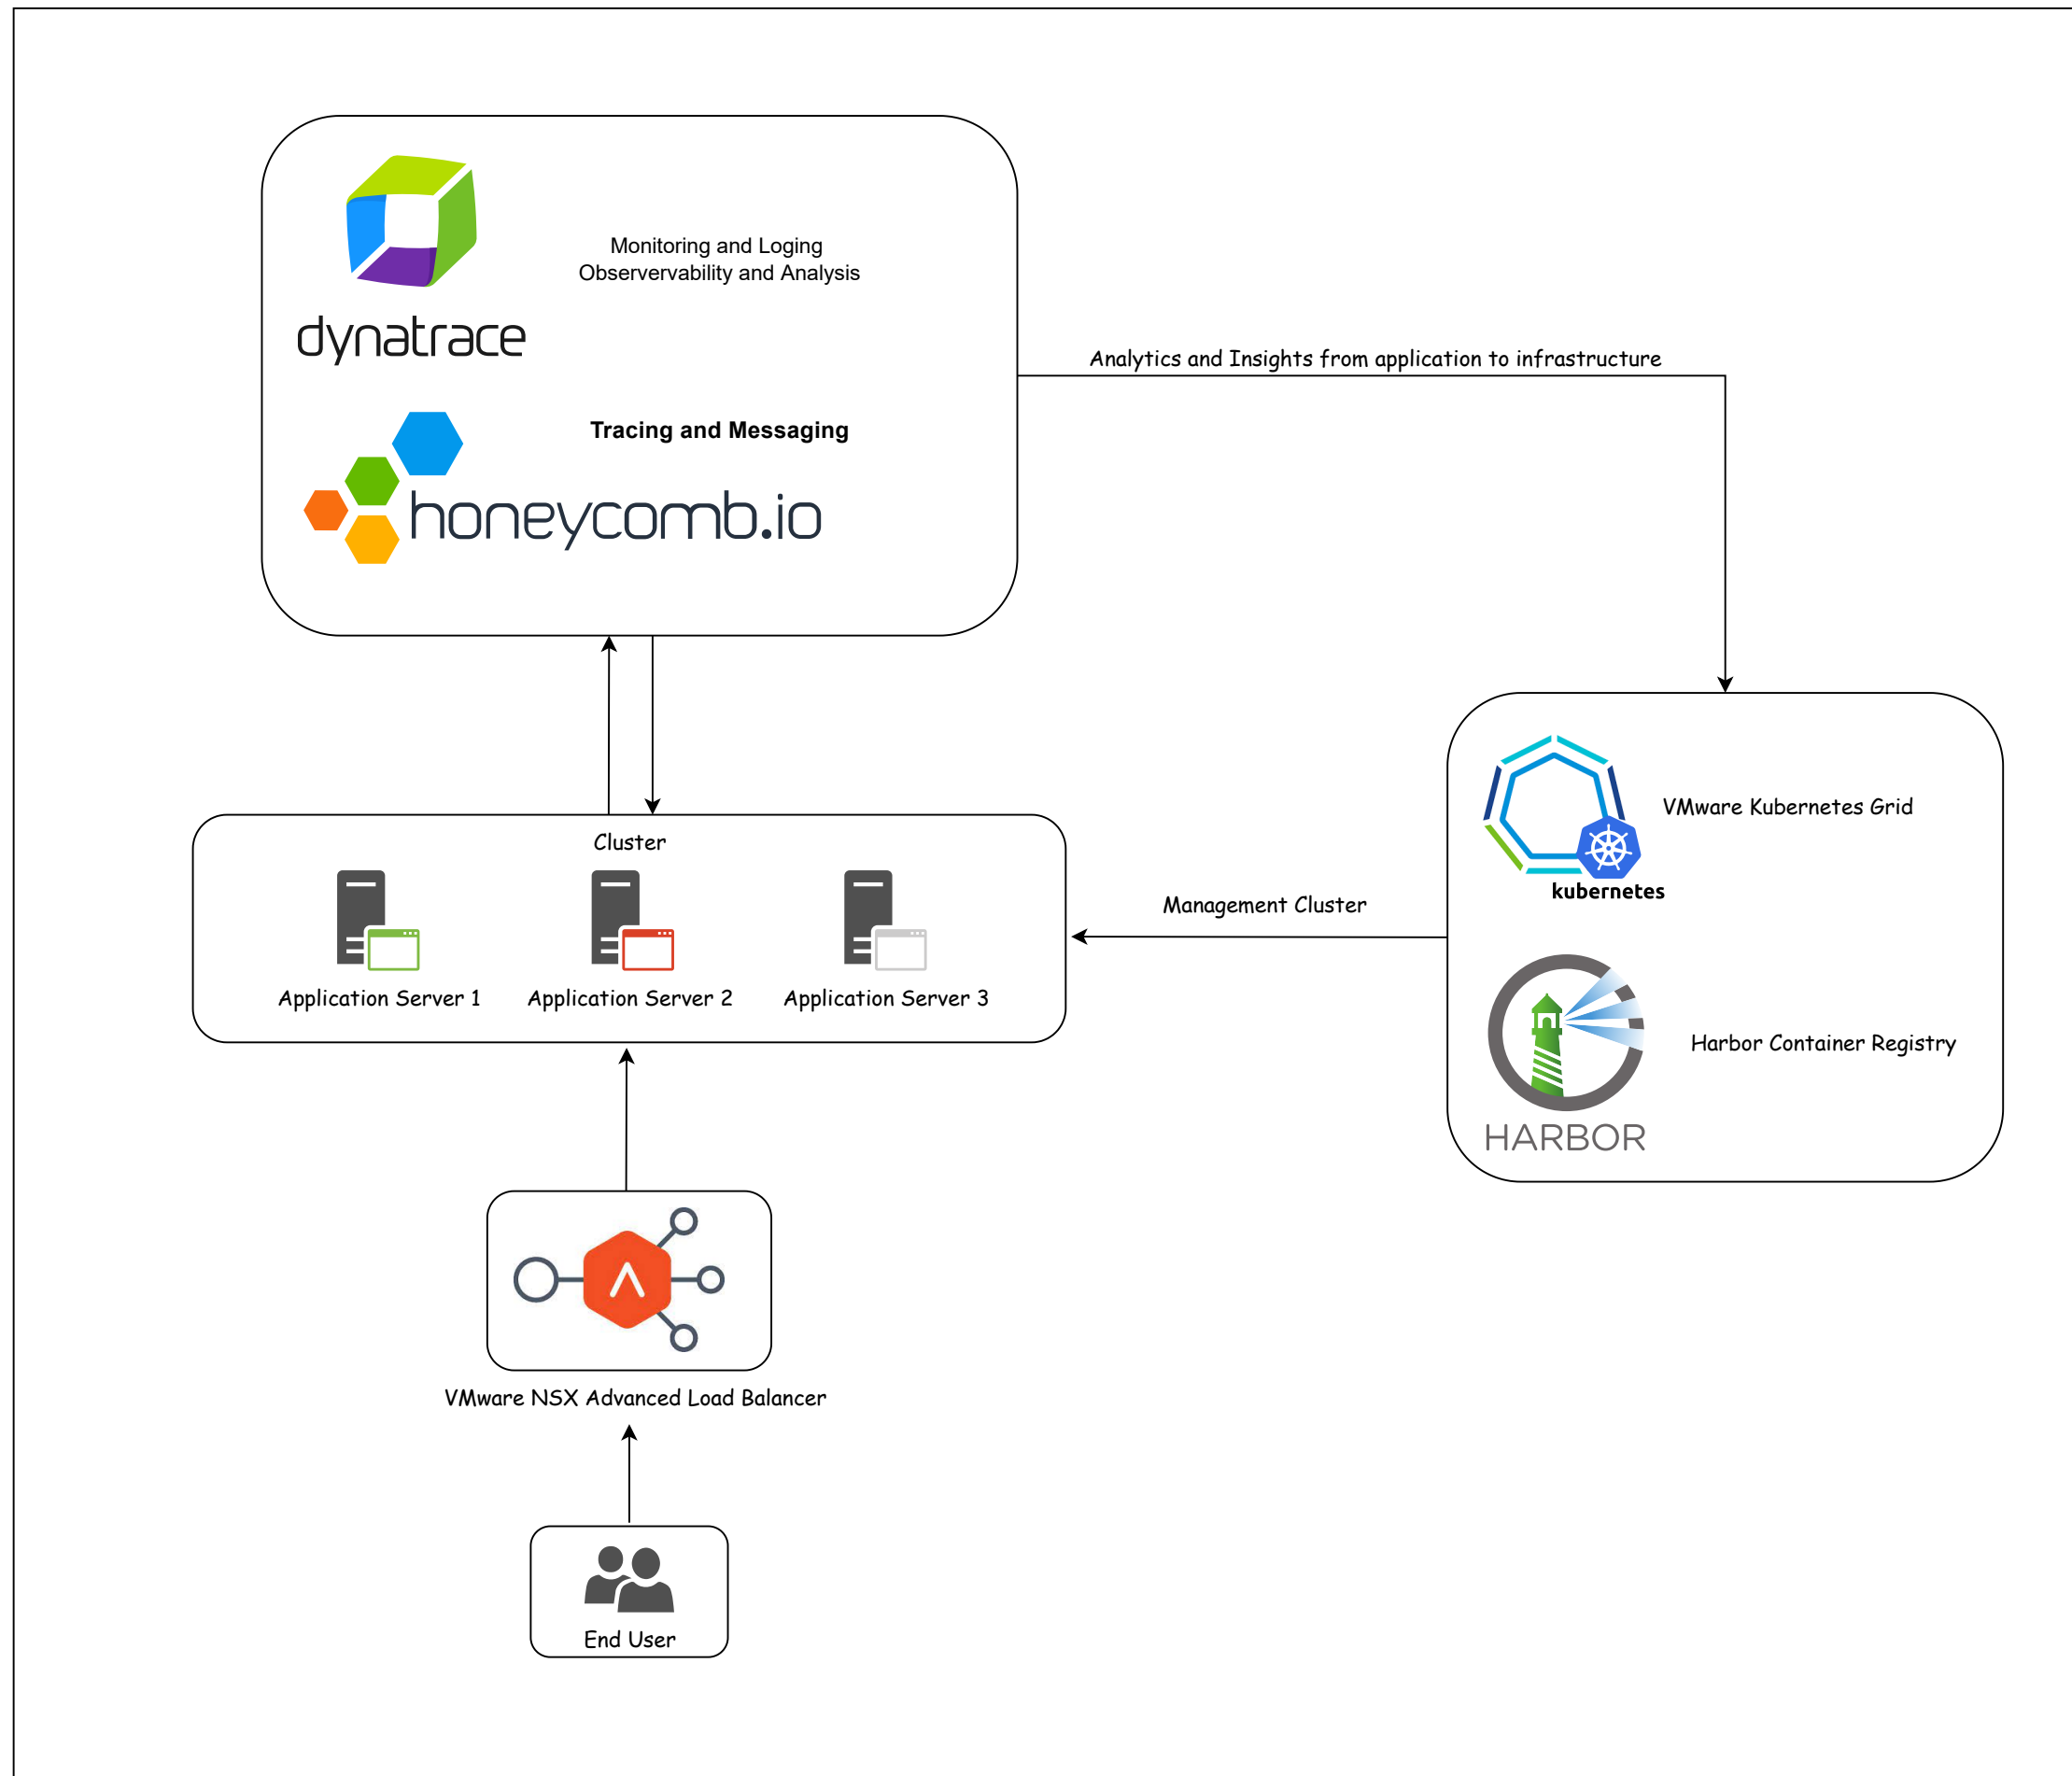 Monitoring and Loging
Observervability and Analysis
dynatrace
Analytics and Insights from application to infrastructure
Tracing and Messaging
honeycomb.io
VMware Kubernetes Grid
kubernetes
Cluster
Management Cluster
Application Server 1
Application Server 2
Application Server 3
Harbor Container Registry
HARBOR
VMware NSX Advanced Load Balancer
End User